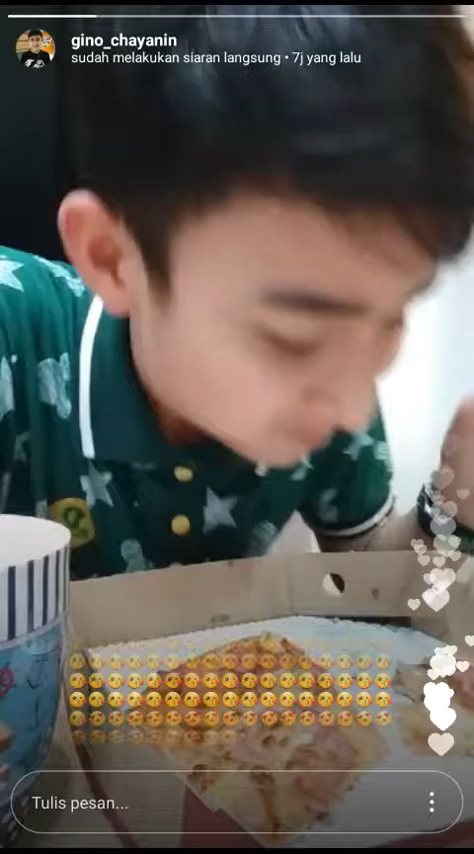 gino_chayanin
sudah melakukan siaran langsung • 7j yang lalu
Tulis pesan...